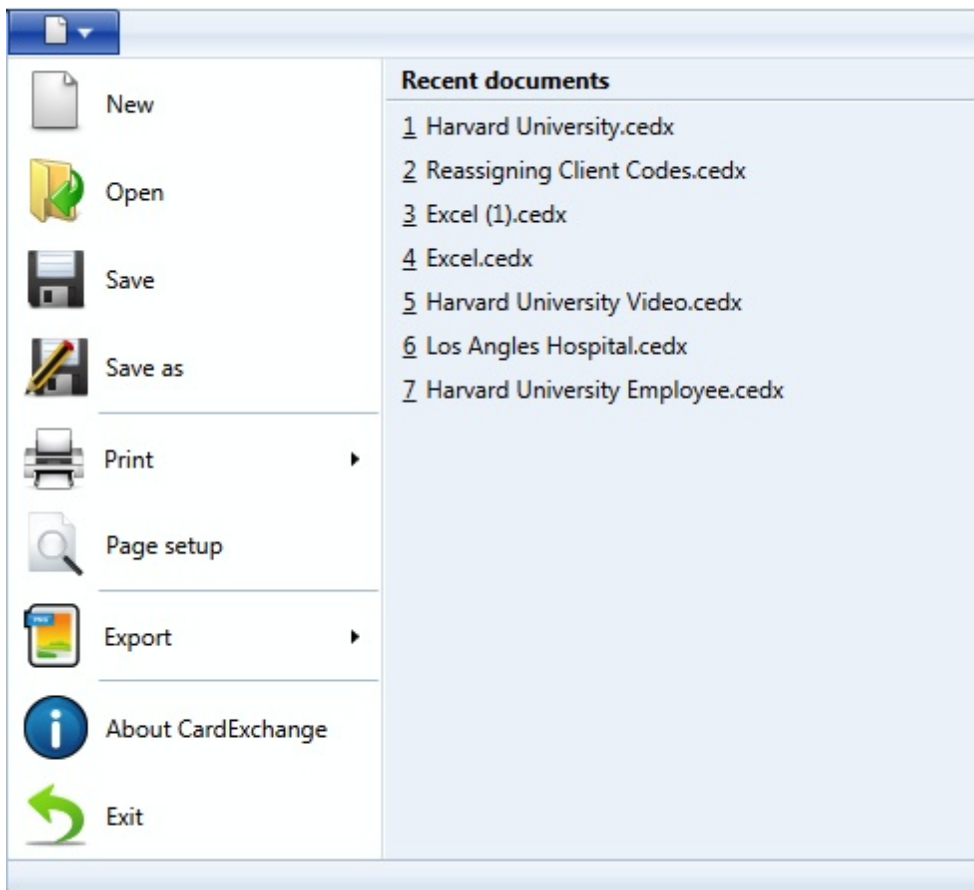 New
Open
Save
Save as
Print
Page setup
Export
About CardExchange
Exit
Recent documents
1 Harvard University.cedx
2 Reassigning Client Codes.cedx
3 Excel (1).cedx
4 Excel.cedx
5 Harvard University Video.cedx
6 Los Angles Hospital.cedx
7 Harvard University Employee.cedx
PNG